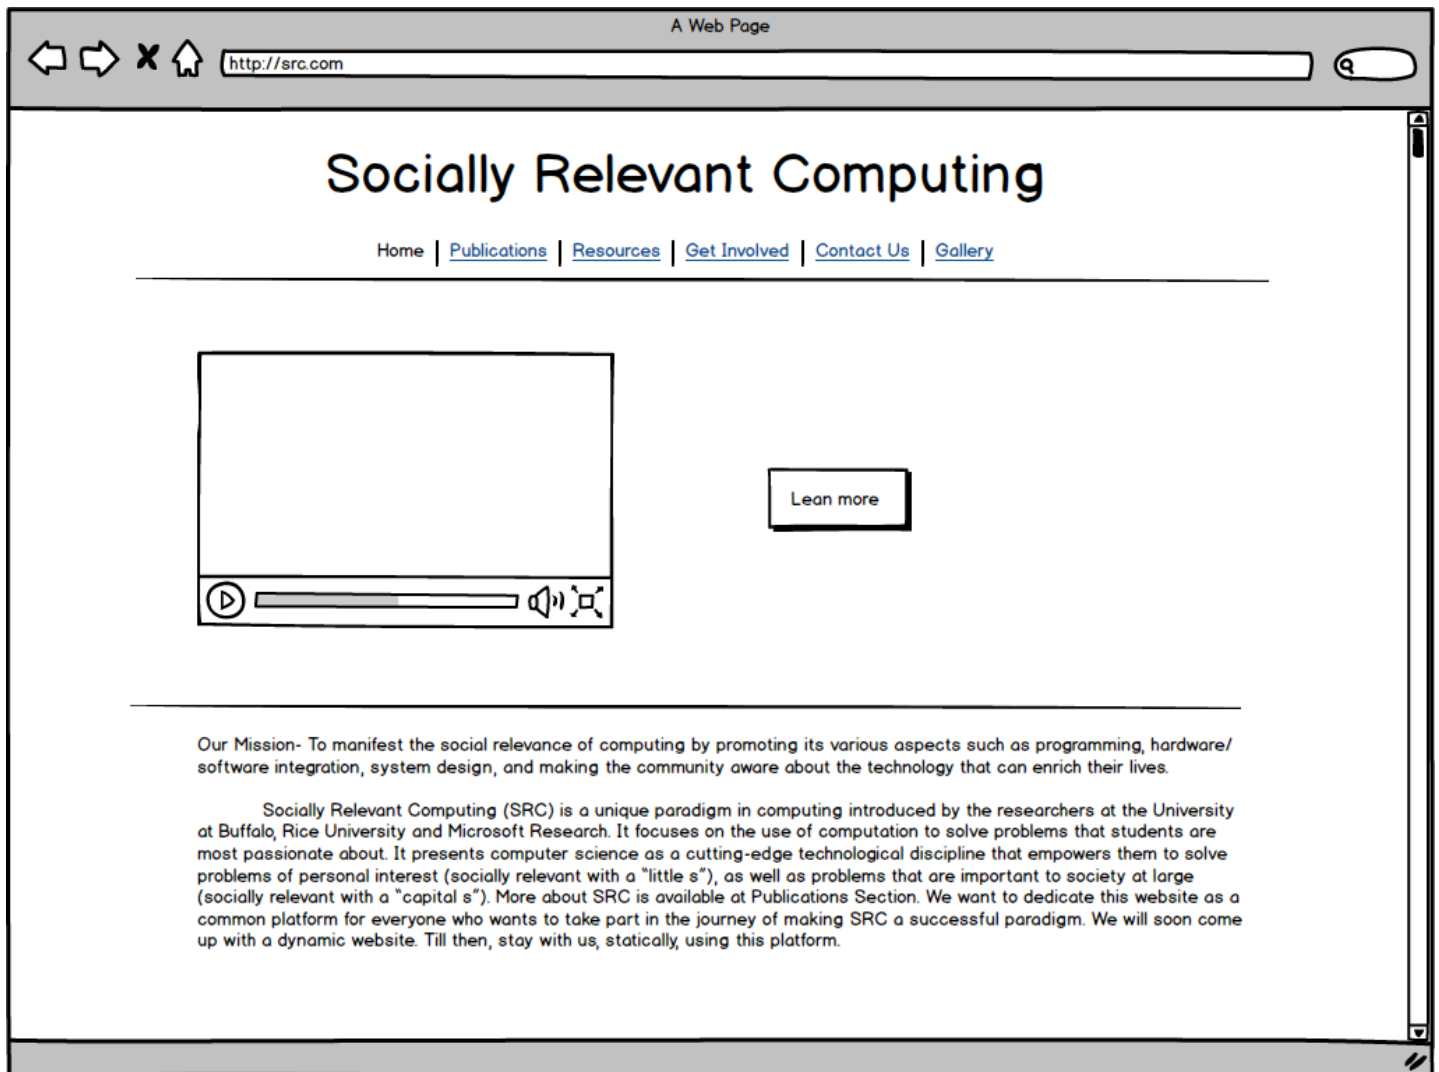 A Web Page
http://src.com
Socially Relevant Computing
Home | Publications | Resources | Get Involved | Contact Us | Gallery
Lean more
Our Mission- To manifest the social relevance of computing by promoting its various aspects such as programming, hardware/
software integration, system design, and making the community aware about the technology that can enrich their lives.
Socially Relevant Computing (SRC) is a unique paradigm in computing introduced by the researchers at the University
at Buffalo, Rice University and Microsoft Research. It focuses on the use of computation to solve problems that students are
most passionate about. It presents computer science as a cutting-edge technological discipline that empowers them to solve
problems of personal interest (socially relevant with a "little s"), as well as problems that are important to society at large
(socially relevant with a "capital s"). More about SRC is available at Publications Section. We want to dedicate this website as a
common platform for everyone who wants to take part in the journey of making SRC a successful paradigm. We will soon come
up with a dynamic website. Till then, stay with us, statically, using this platform.